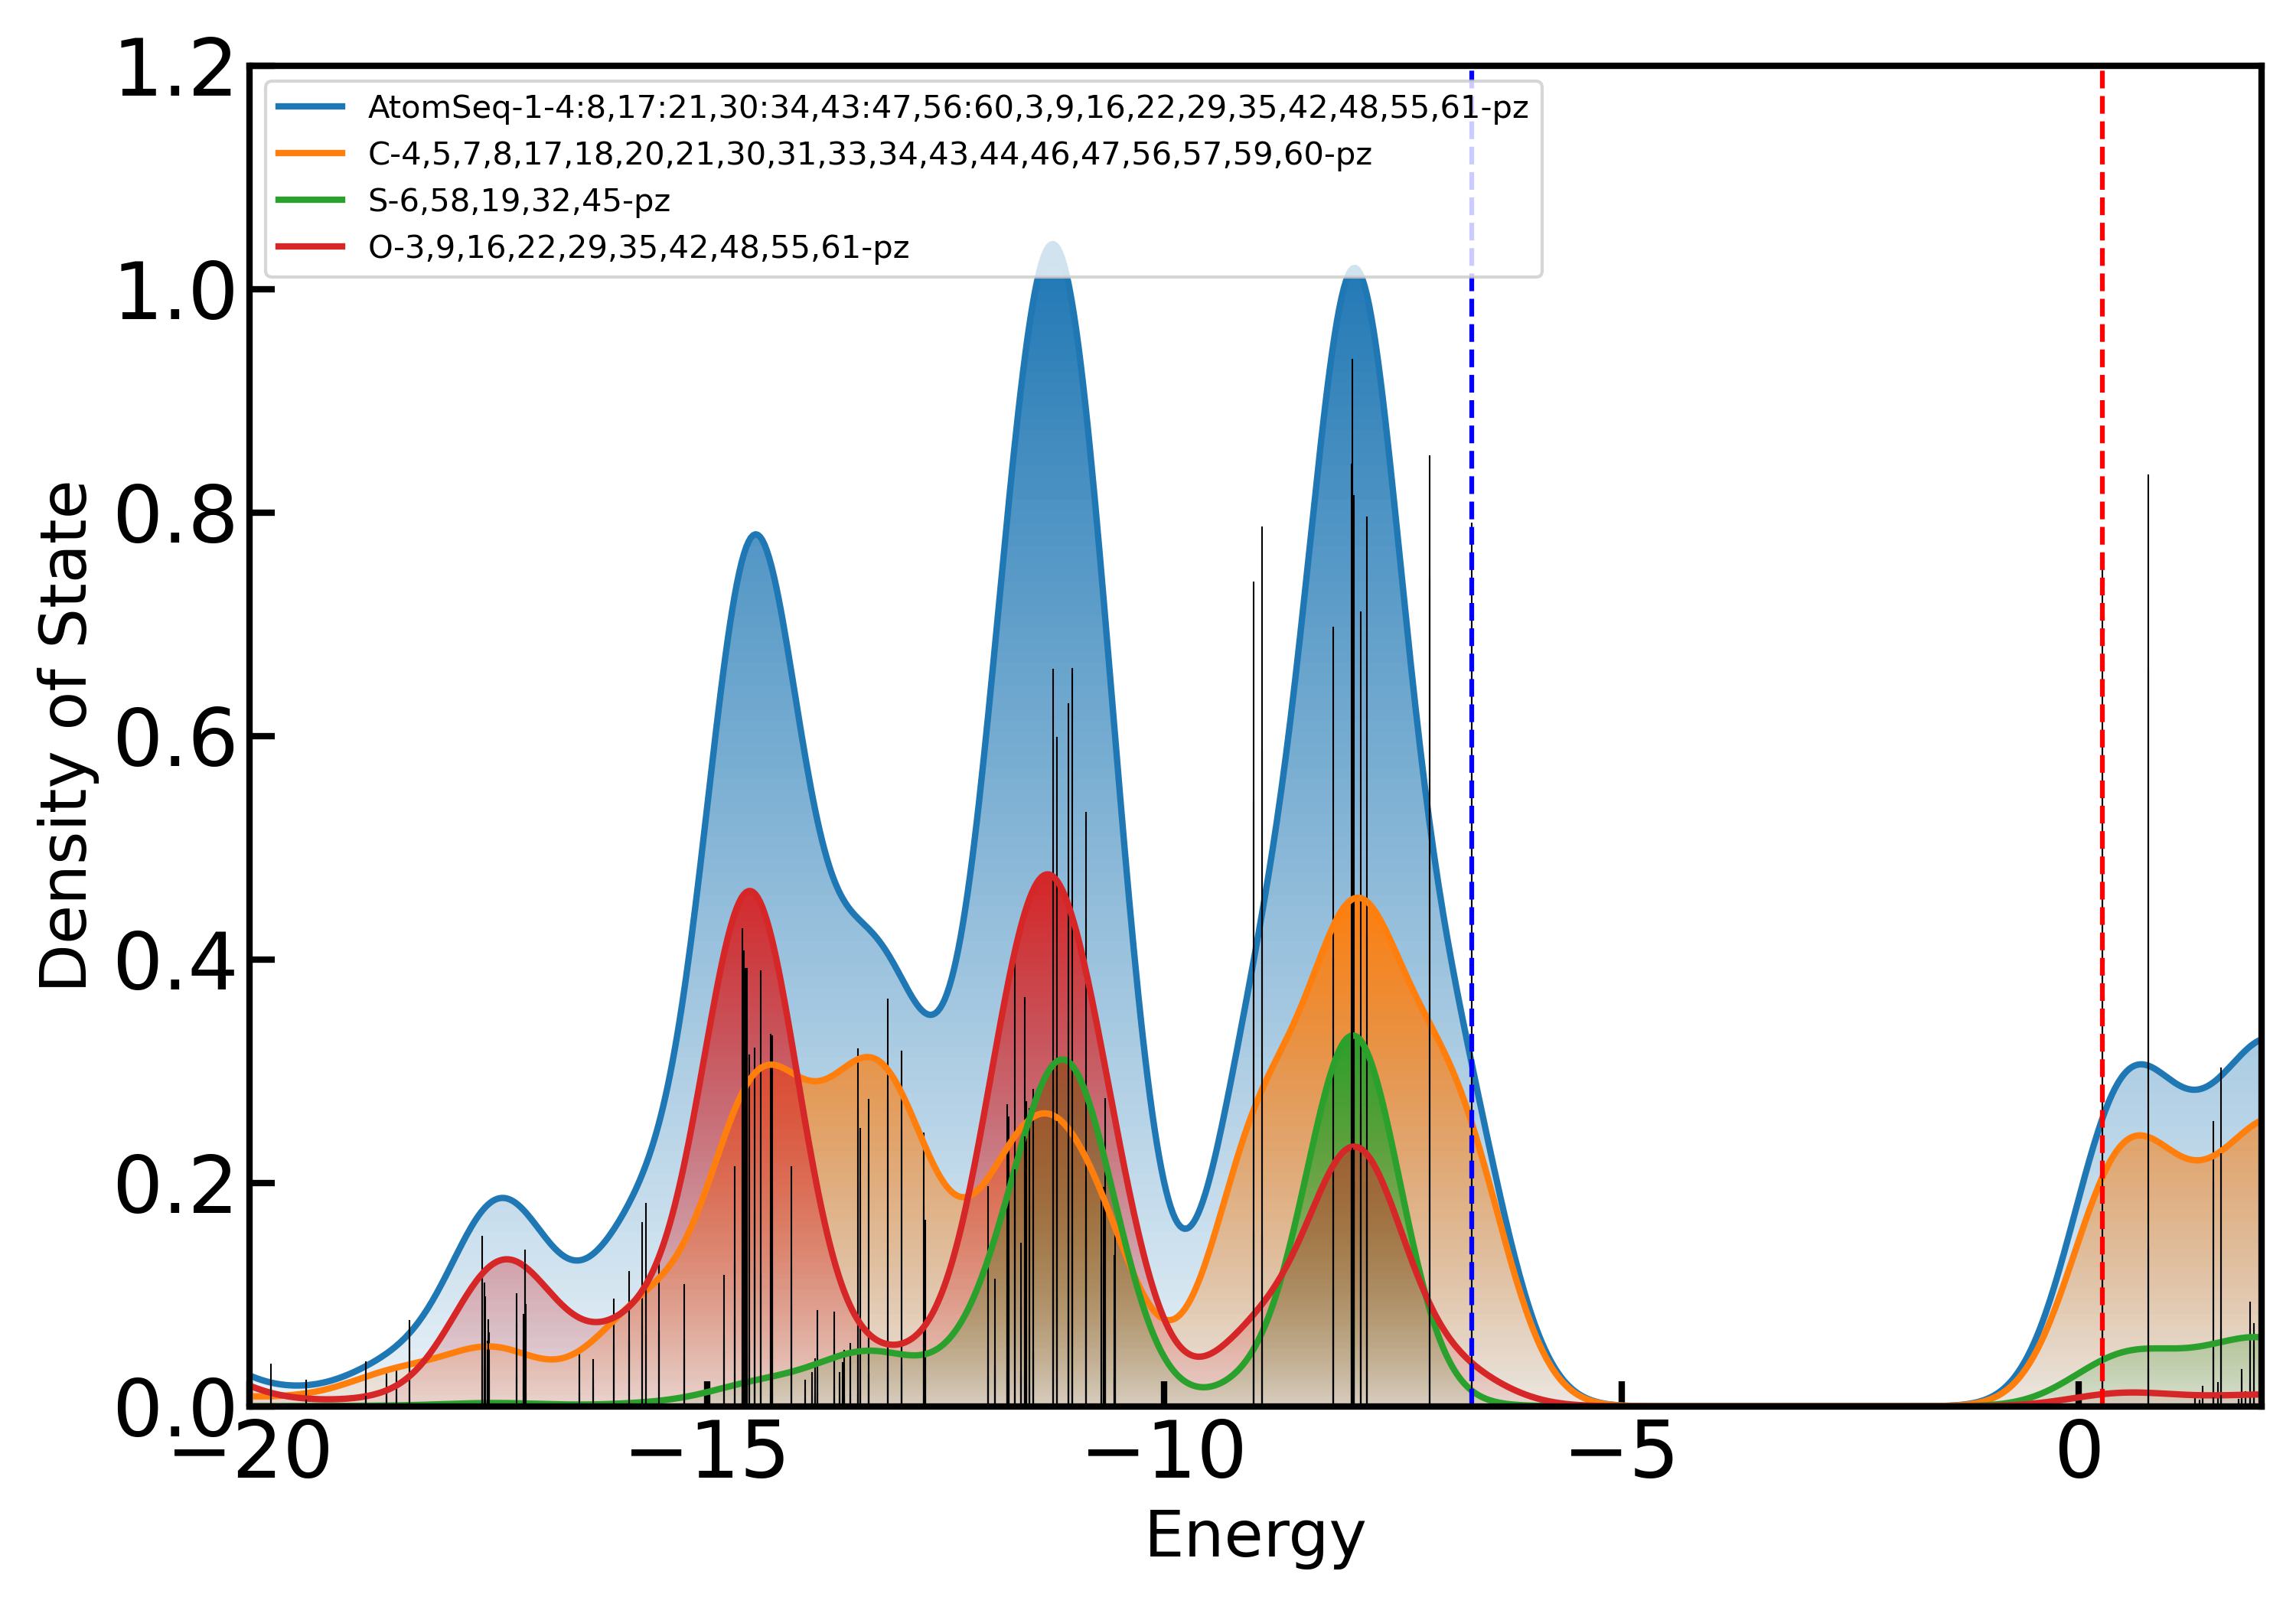 1.2
1.0
0.8
0.6
0.4
0.2
0.0
Density of State
AtomSeq-1-4:8,17:21,30:34,43:47,56:60,3,9,16,22,29,35,42,48,55,61-pz
C-4,5,7,8,17,18,20,21,30,31,33,34,43,44,46,47,56,57,59,60-pz
S-6,58,19,32,45-pz
O-3,9,16,22,29,35,42,48,55,61-pz
−20 −15 −10 −5 0
Energy